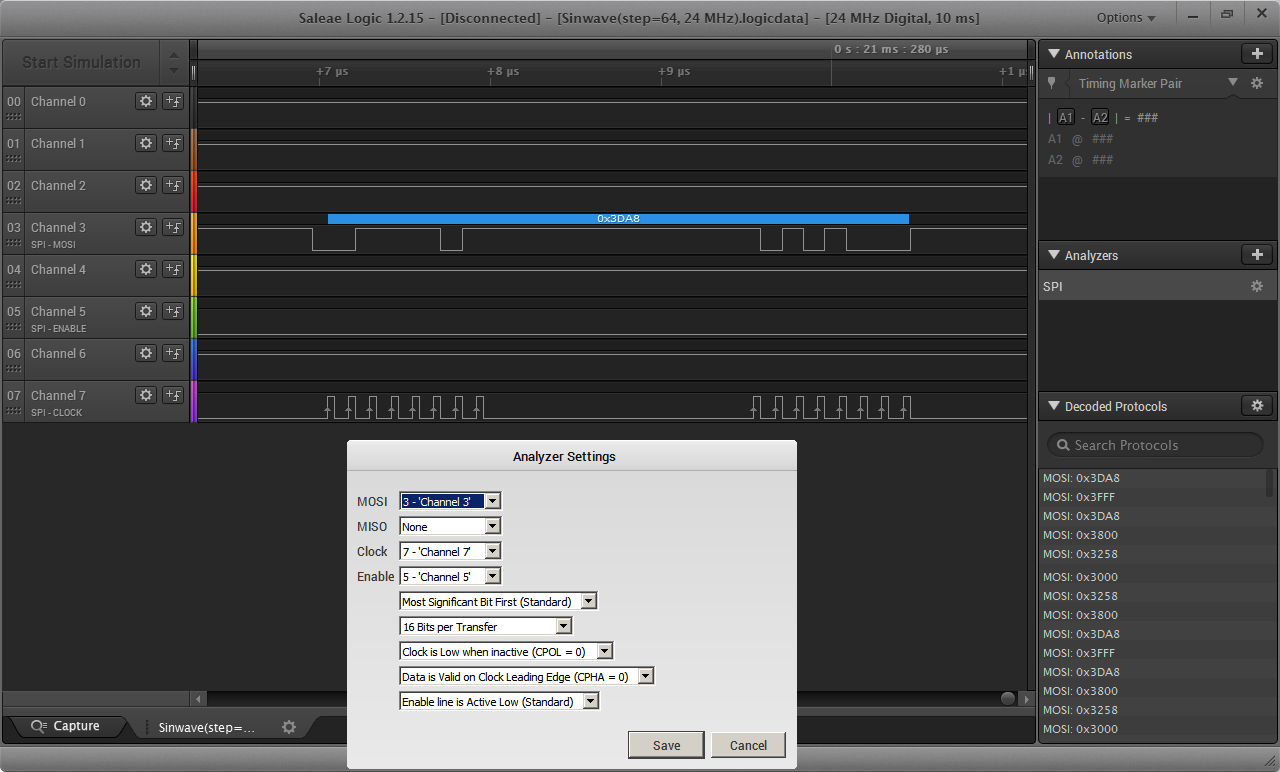 Saleae Logic 1.2.15 - [Disconnected] - [Sinwave(step=64, 24 MHz).logicdata] - [24 MHz Digital, 10 ms]
Options
Start Simulation
0 s : 21 ms : 280 µs
+7 µs +8 µs +9 µs +1 µs
00 Channel 0
01 Channel 1
02 Channel 2
03 Channel 3
SPI - MOSI
0x3DA8
04 Channel 4
05 Channel 5
SPI - ENABLE
06 Channel 6
07 Channel 7
SPI - CLOCK
Annotations
Timing Marker Pair
| A1 - A2 | = ###
A1 @ ###
A2 @ ###
Analyzers
SPI
Decoded Protocols
Search Protocols
MOSI: 0x3DA8
MOSI: 0x3FFF
MOSI: 0x3DA8
MOSI: 0x3800
MOSI: 0x3258
MOSI: 0x3000
MOSI: 0x3258
MOSI: 0x3800
MOSI: 0x3DA8
MOSI: 0x3FFF
MOSI: 0x3DA8
MOSI: 0x3800
MOSI: 0x3258
MOSI: 0x3000
Analyzer Settings
MOSI 3 - 'Channel 3'
MISO None
Clock 7 - 'Channel 7'
Enable 5 - 'Channel 5'
Most Significant Bit First (Standard)
16 Bits per Transfer
Clock is Low when inactive (CPOL = 0)
Data is Valid on Clock Leading Edge (CPHA = 0)
Enable line is Active Low (Standard)
Save Cancel
Capture
Sinwave(step=...